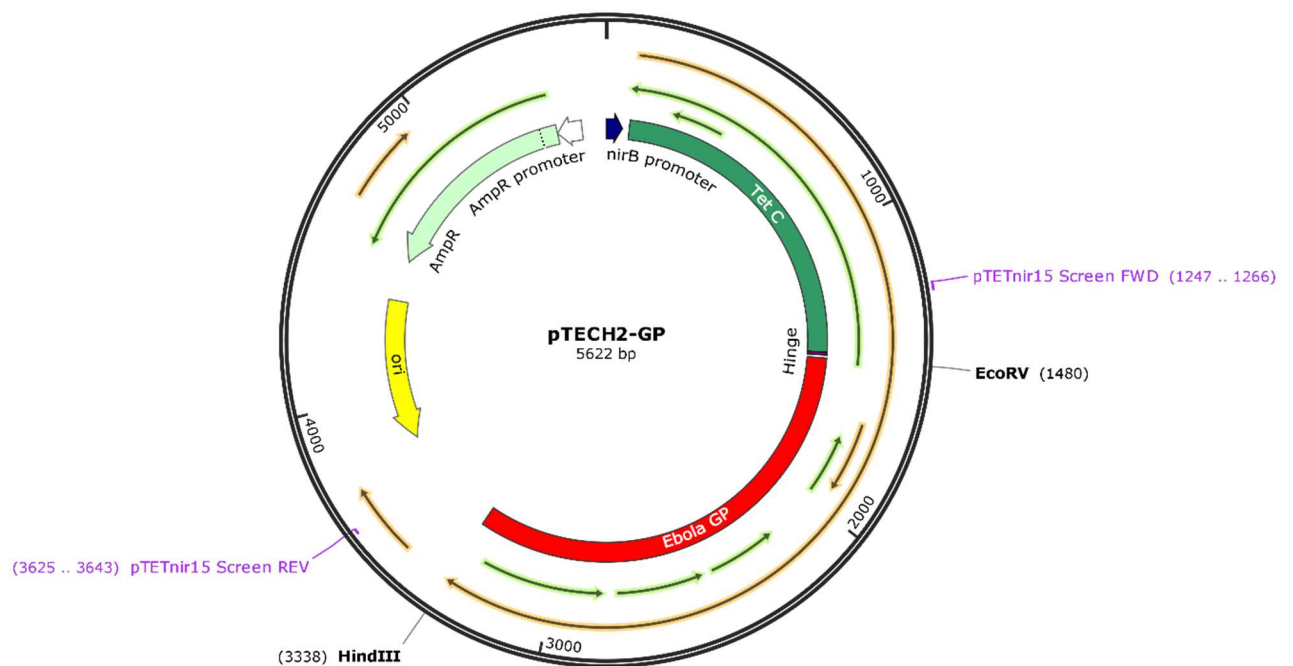 5000
AmpR promoter
nirB promoter
1000
Tet C
AmpR
pTETnir15 Screen FWD (1247 .. 1266)
pTECH2-GP
5622 bp
Hinge
ori
EcoRV (1480)
4000
2000
Ebola GP
(3625 .. 3643) pTETnir15 Screen REV
3000
(3338) HindIII